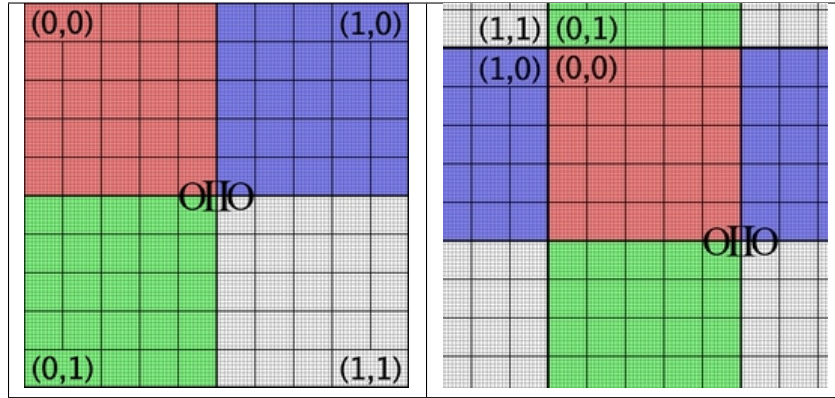 (0,0) (1,0)
OHO
(0,1) (1,1)
(1,1) (0,1)
(1,0) (0,0)
OHO